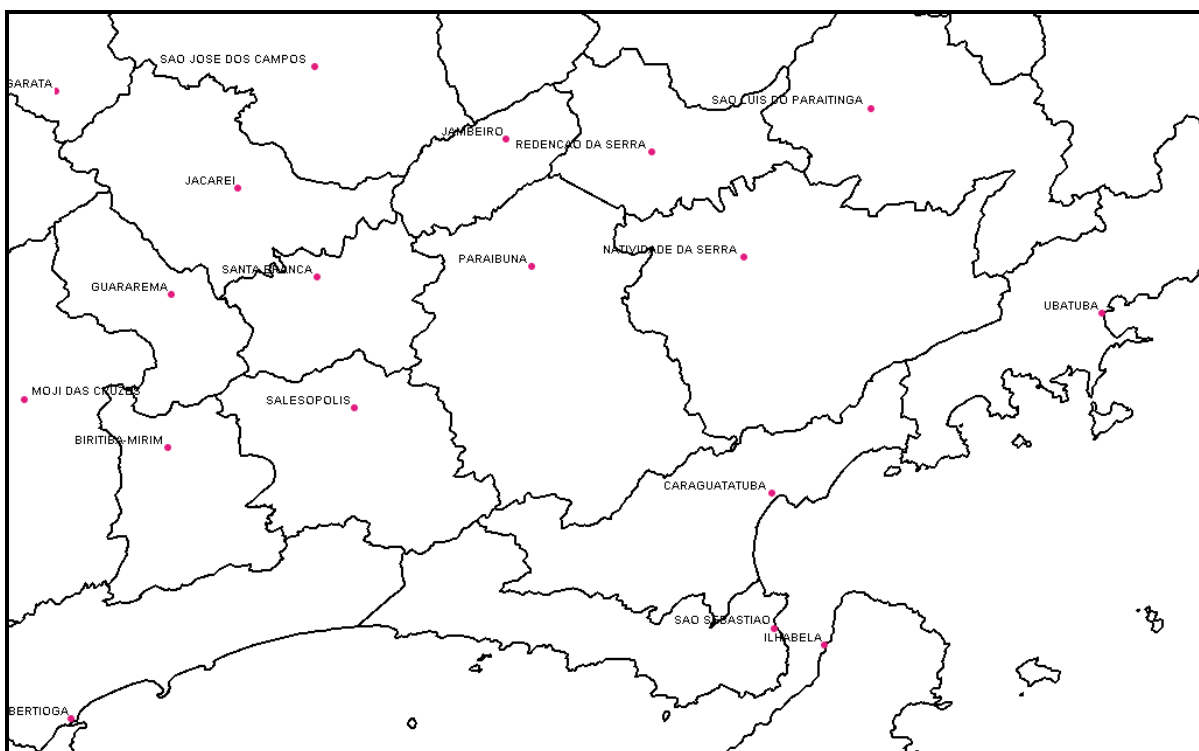 SAO JOSE DOS CAMPOS
GARATA
SAO LUIS DO PARAITINGA
JAMBEIRO
REDENCAO DA SERRA
JACAREI
NATIVIDADE DA SERRA
PARAIBUNA
SANTA BRANCA
GUARAREMA
UBATUBA
MOJI DAS CRUZES
SALESOPOLIS
BIRITIBA-MIRIM
CARAGUATATUBA
SAO SEBASTIAO
ILHABELA
BERTIOGA